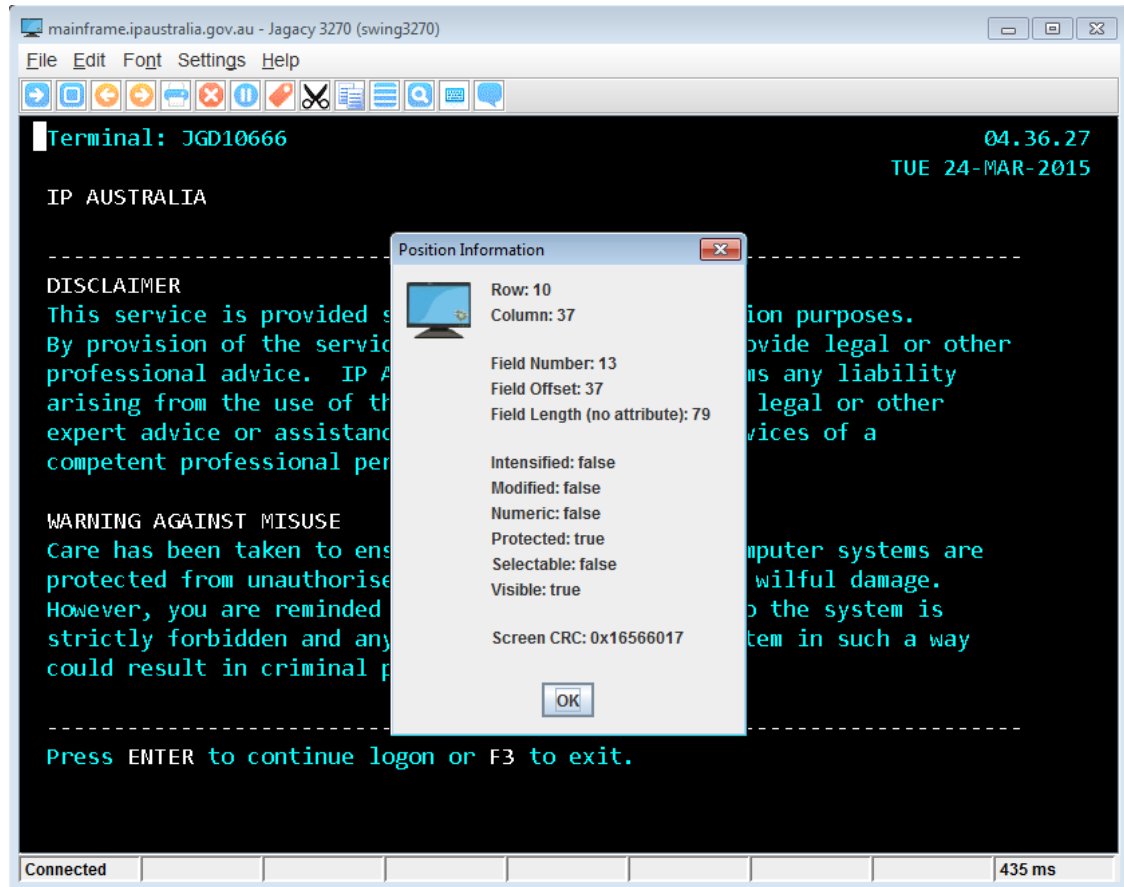 mainframe.ipaustralia.gov.au - Jagacy 3270 (swing3270)
File Edit Font Settings Help
Terminal: JGD10666 04.36.27
TUE 24-MAR-2015
IP AUSTRALIA
DISCLAIMER
This service is provided s
ion purposes.
By provision of the servic
ovide legal or other
professional advice. IP A
ms any liability
arising from the use of th
legal or other
expert advice or assistanc
vices of a
competent professional per
WARNING AGAINST MISUSE
Care has been taken to ens
mputer systems are
protected from unauthorise
wilful damage.
However, you are reminded
o the system is
strictly forbidden and any
tem in such a way
could result in criminal p
Press ENTER to continue logon or F3 to exit.
Position Information
Row: 10
Column: 37
Field Number: 13
Field Offset: 37
Field Length (no attribute): 79
Intensified: false
Modified: false
Numeric: false
Protected: true
Selectable: false
Visible: true
Screen CRC: 0x16566017
OK
Connected
435 ms